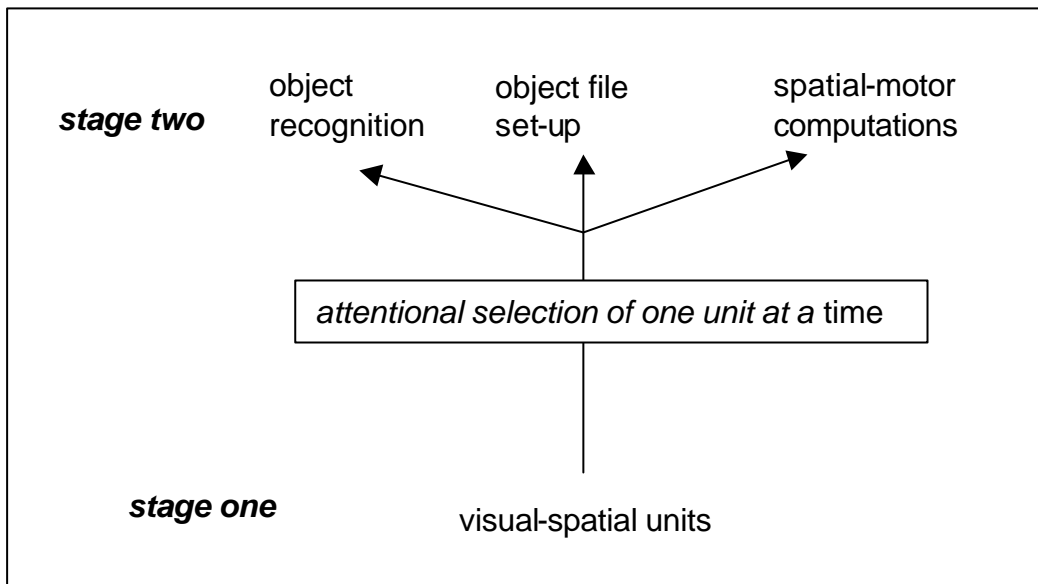 object
recognition
object file
set-up
spatial-motor
computations
stage two
attentional selection of one unit at a time
stage one
visual-spatial units